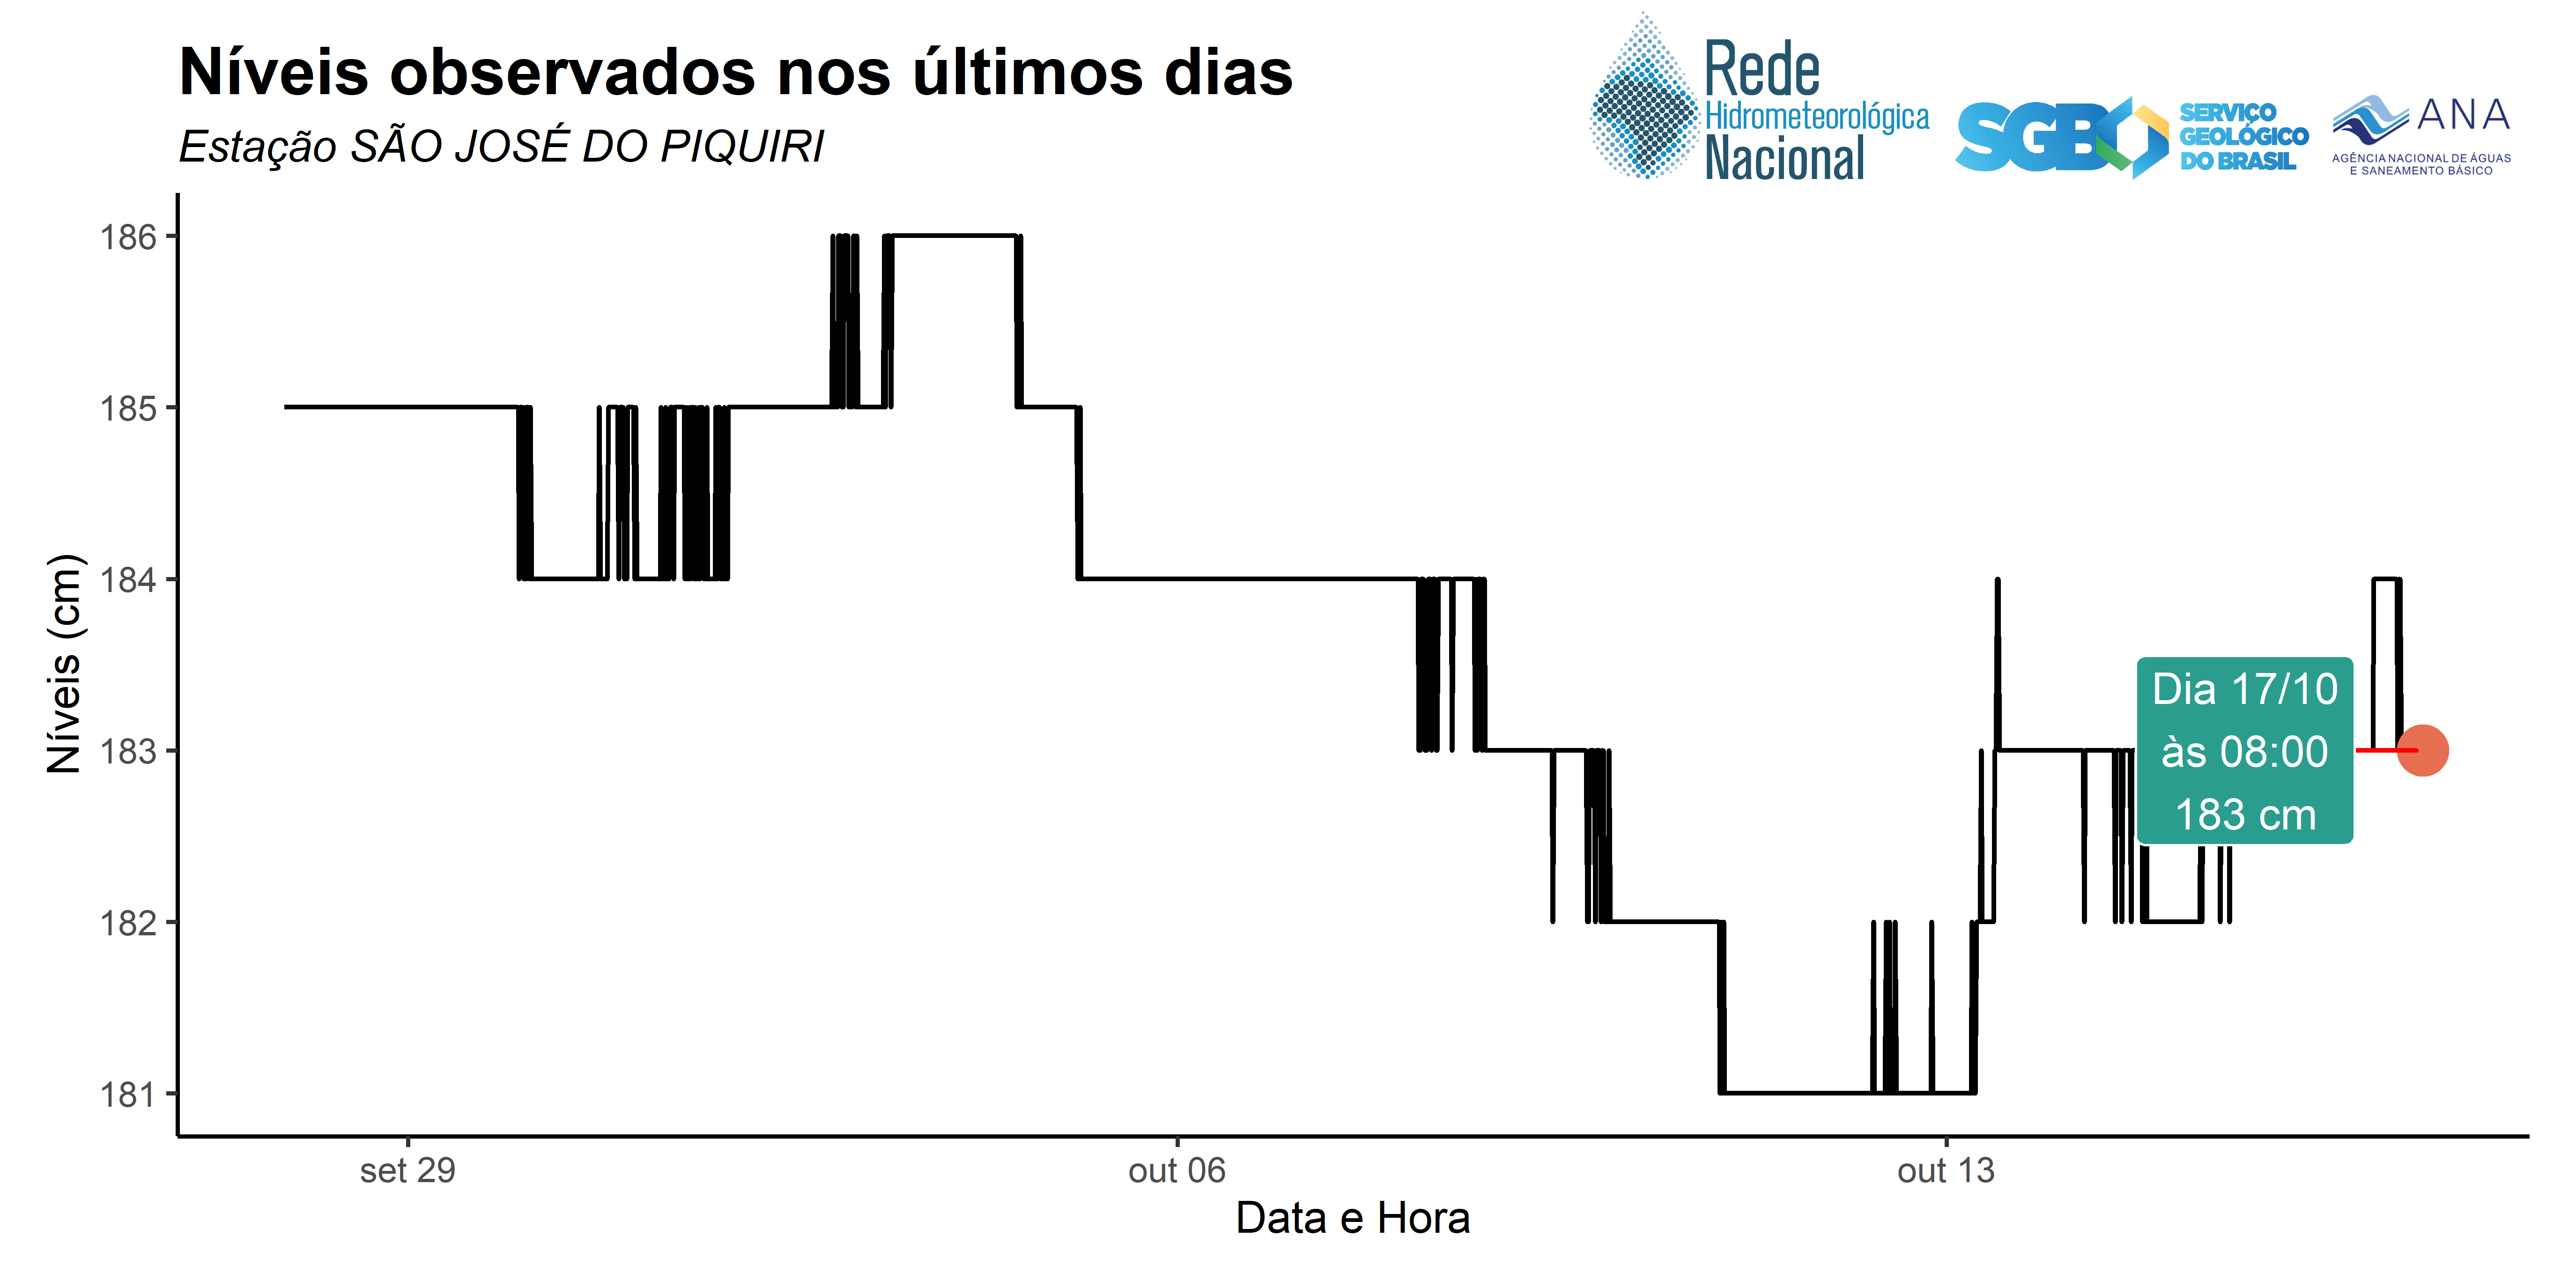 Níveis observados nos últimos dias
Estação SÃO JOSÉ DO PIQUIRI
Rede
Hidrometeorológica
Nacional
SGB
SERVIÇO
GEOLÓGICO
DO BRASIL
ANA
AGÊNCIA NACIONAL DE ÁGUAS
E SANEAMENTO BÁSICO
Níveis (cm)
186
185
184
183
182
181
Dia 17/10
às 08:00
183 cm
set 29
out 06
out 13
Data e Hora